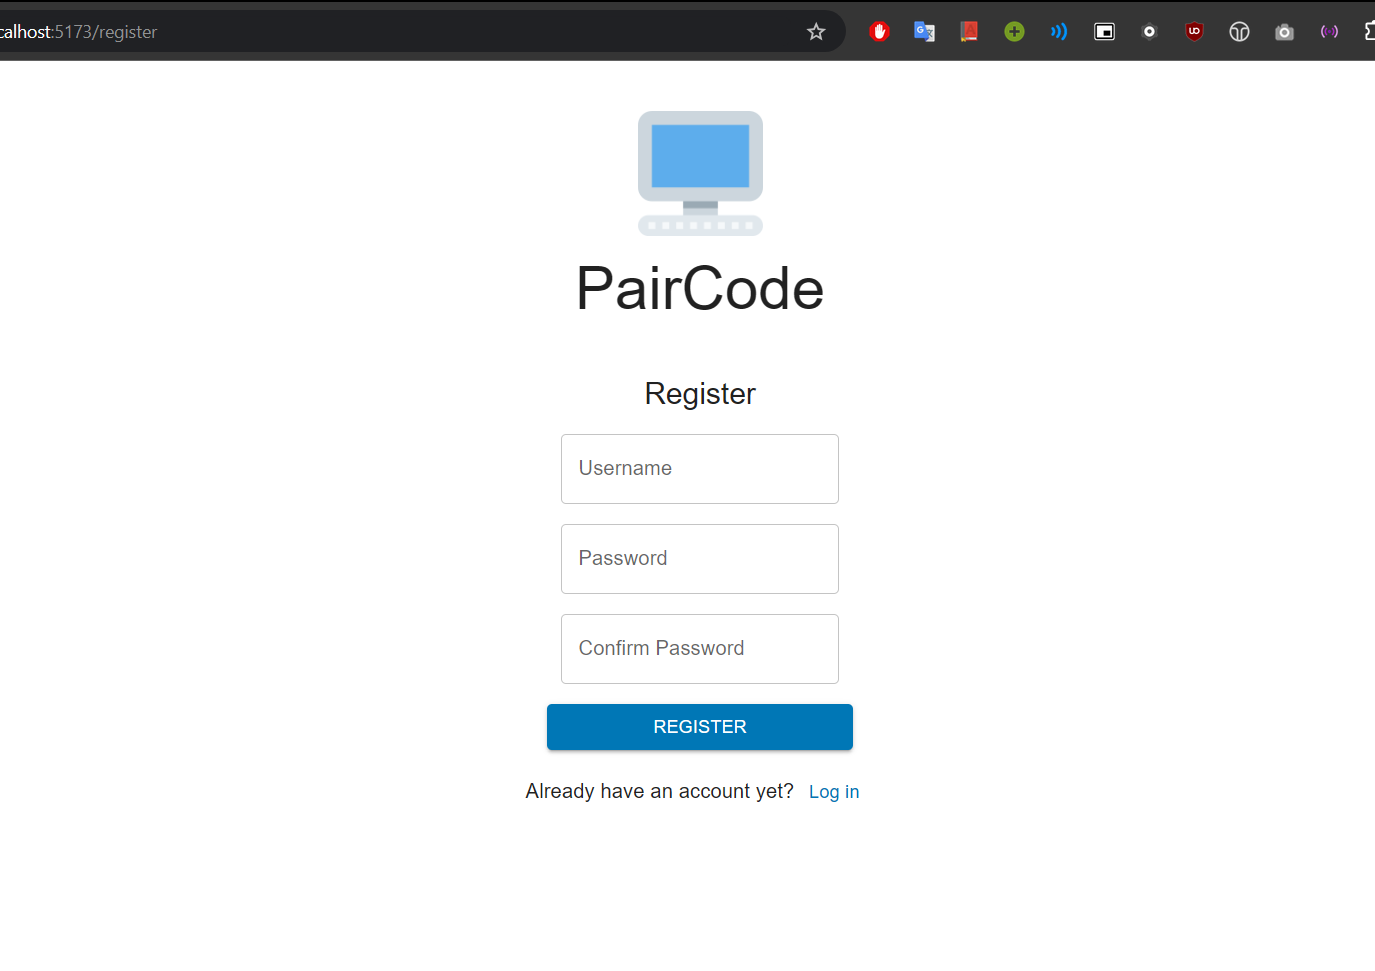 calhost:5173/register
PairCode
Register
Username
Password
Confirm Password
REGISTER
Already have an account yet? Log in